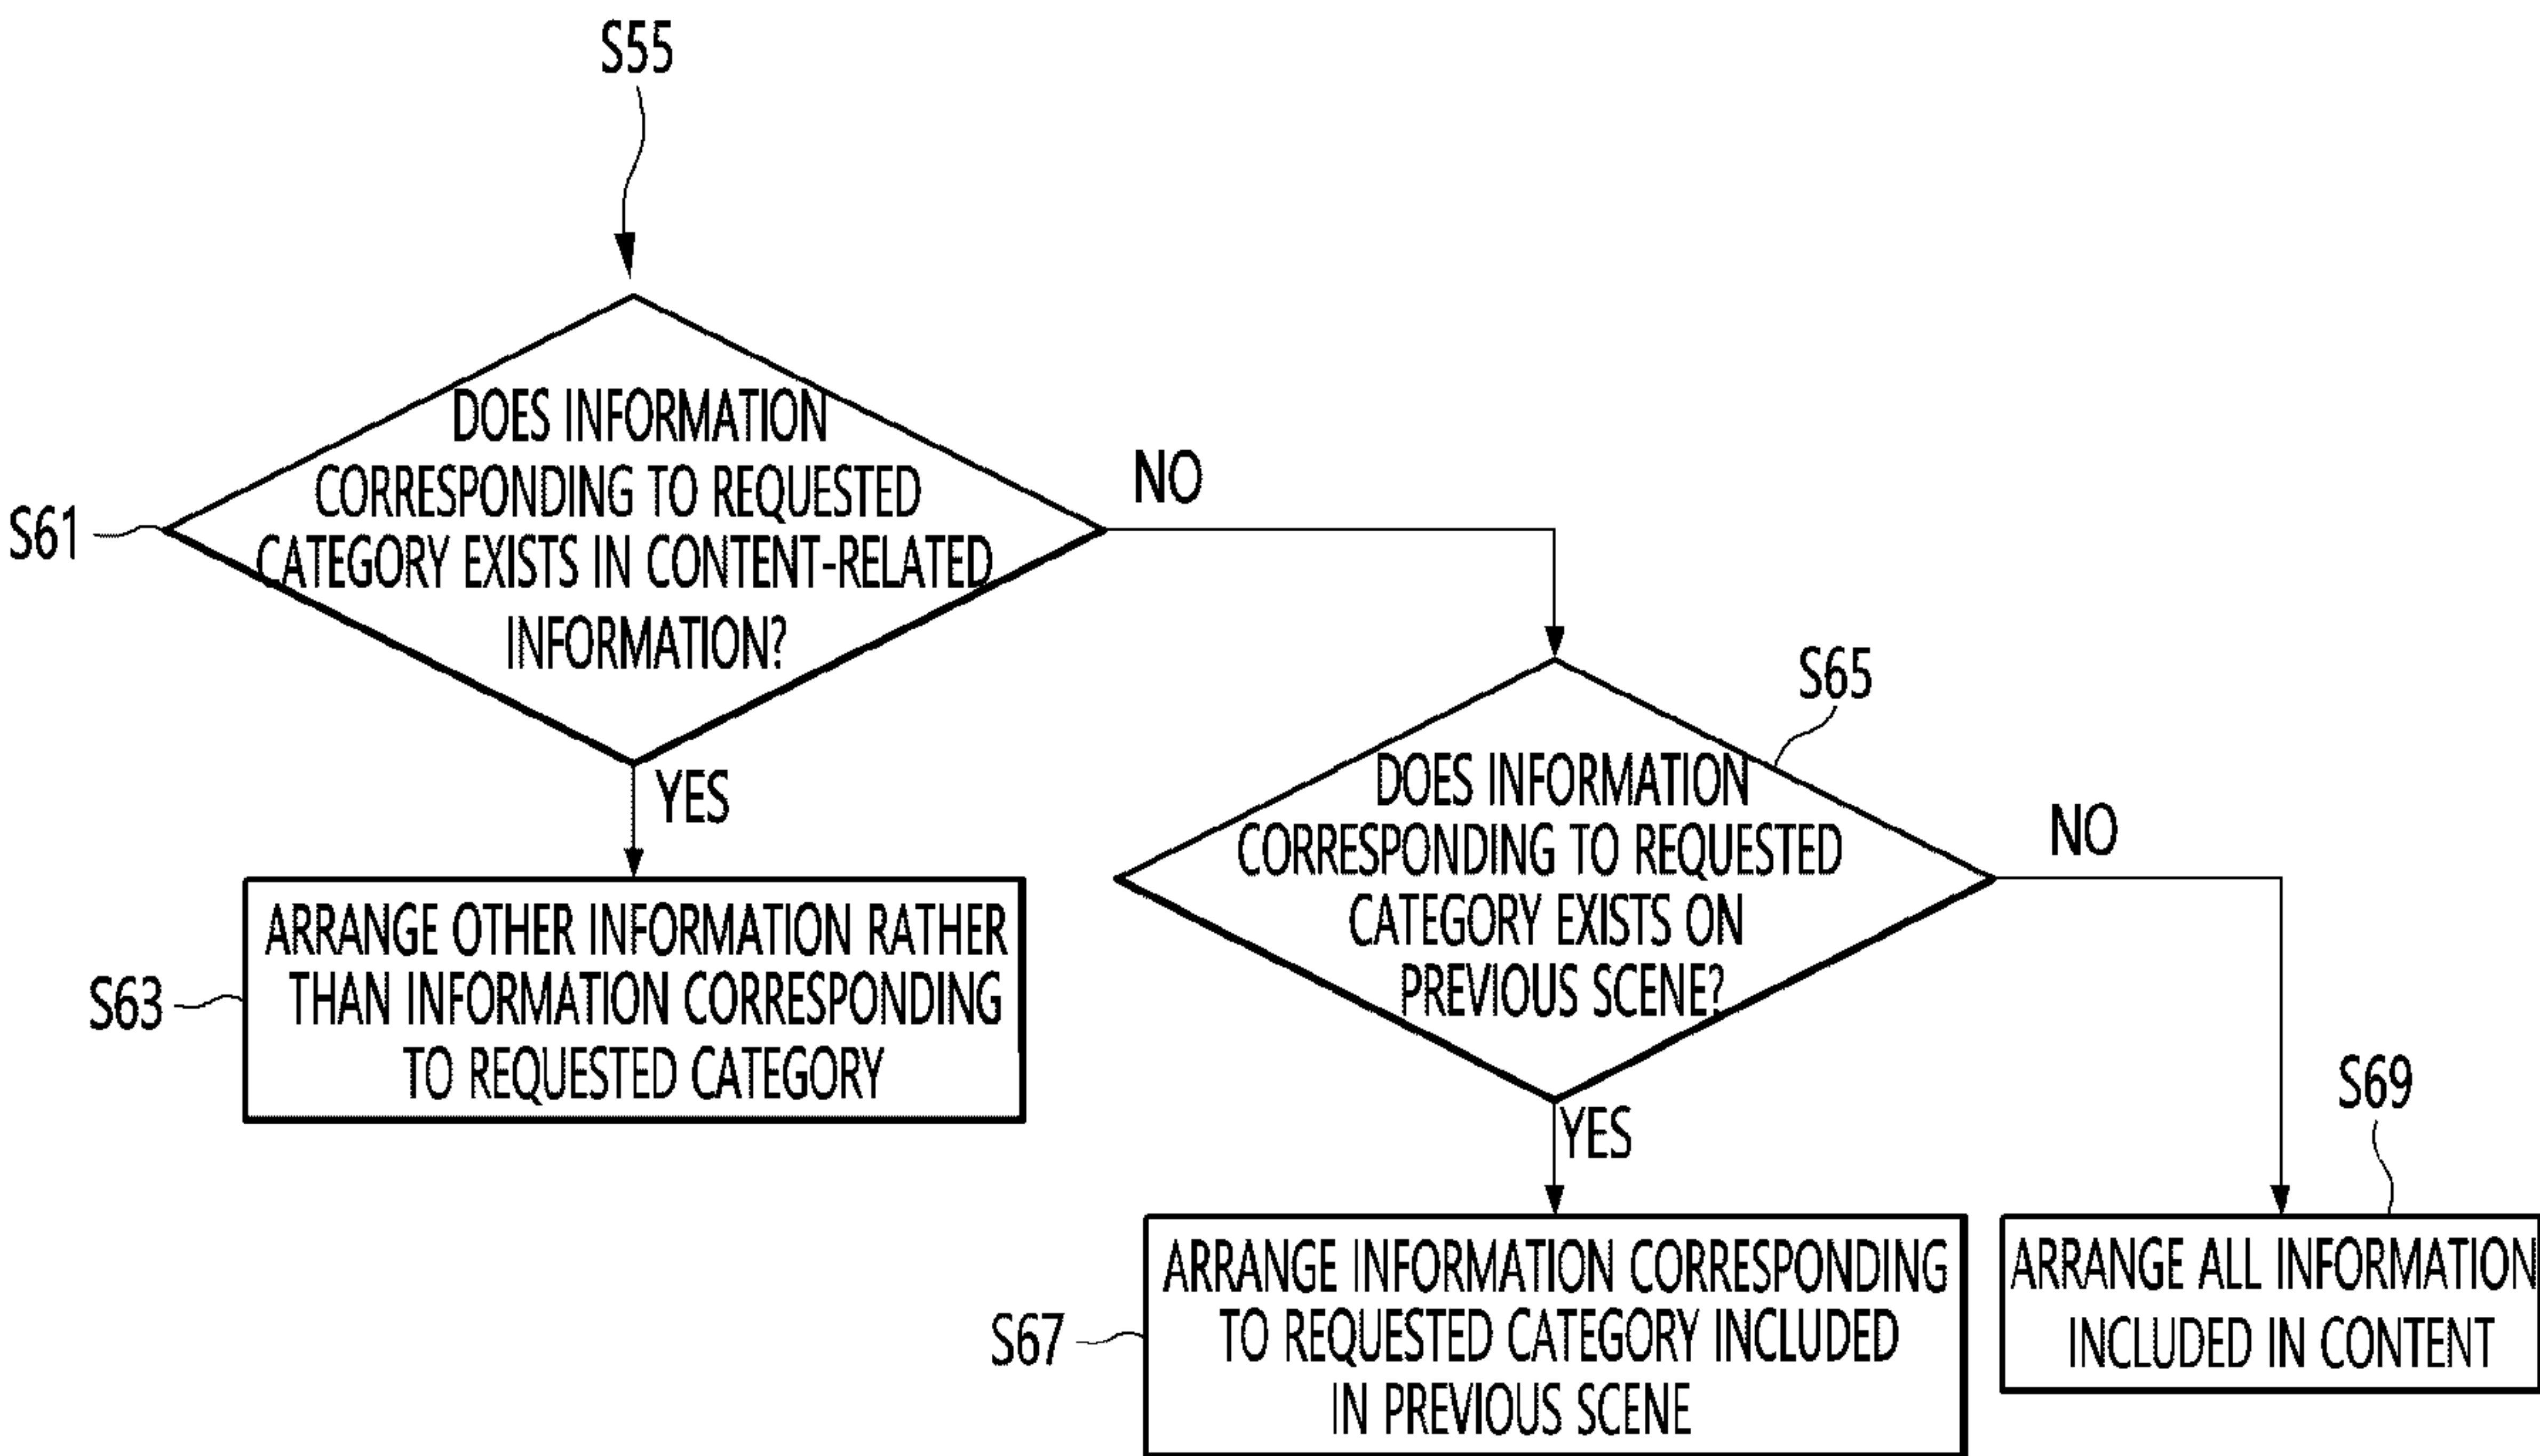 S55
DOES INFORMATION
CORRESPONDING TO REQUESTED
CATEGORY EXISTS IN CONTENT-RELATED
INFORMATION?
S61
NO
YES
ARRANGE OTHER INFORMATION RATHER
THAN INFORMATION CORRESPONDING
TO REQUESTED CATEGORY
S63
S65
DOES INFORMATION
CORRESPONDING TO REQUESTED
CATEGORY EXISTS ON
PREVIOUS SCENE?
NO
YES
S69
ARRANGE INFORMATION CORRESPONDING
TO REQUESTED CATEGORY INCLUDED
IN PREVIOUS SCENE
S67
ARRANGE ALL INFORMATION
INCLUDED IN CONTENT